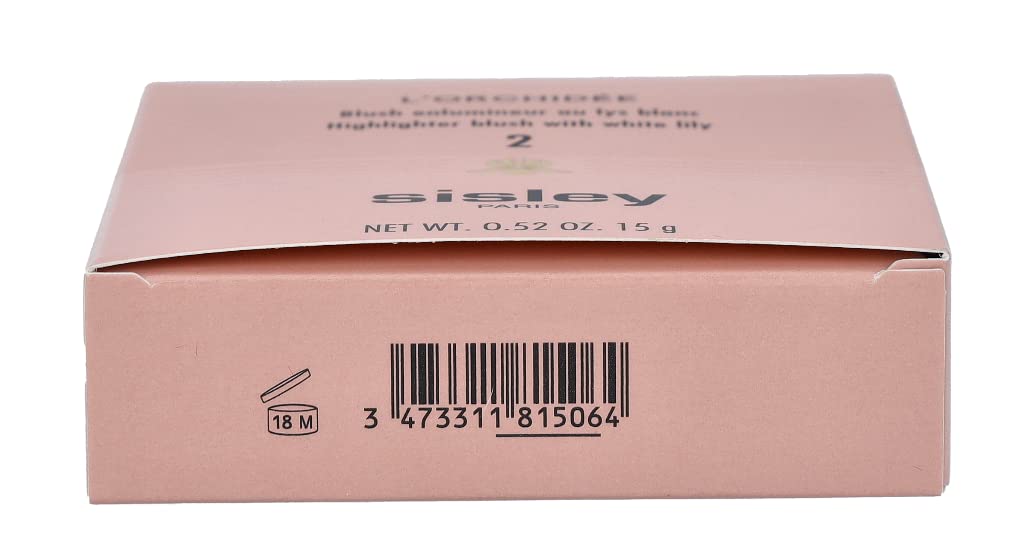 L'ORCHIDÉE
Blush enlumineur au lys blanc
Highlighter blush with white lily
2
sisley
PARIS
NET WT. 0.52 OZ. 15 g
18 M
3 473311 815064